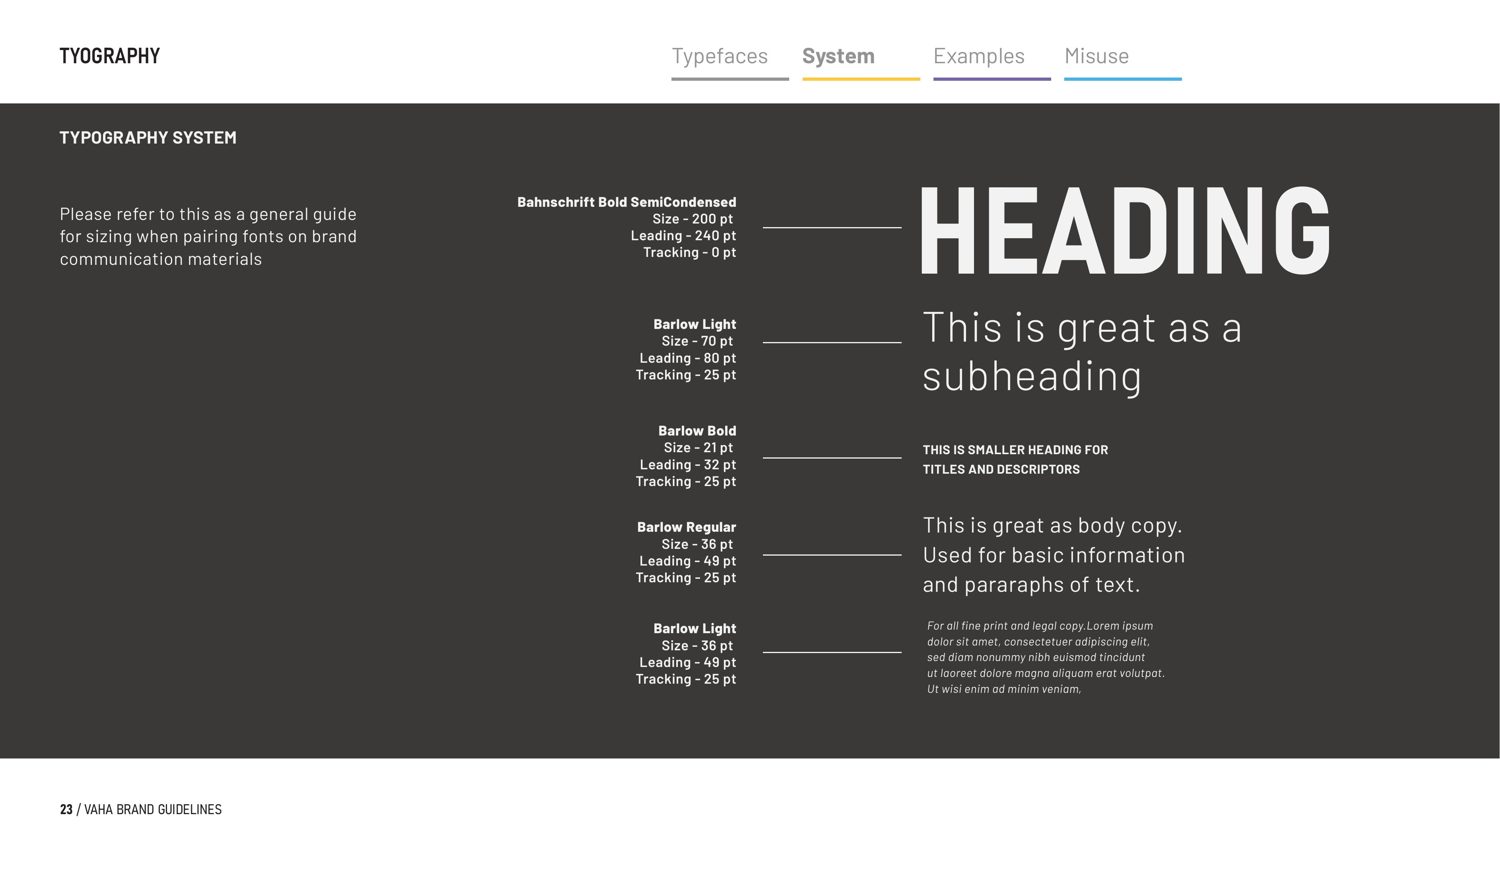 TYOGRAPHY
Typefaces
System
Examples
Misuse
TYPOGRAPHY SYSTEM
Please refer to this as a general guide
for sizing when pairing fonts on brand
communication materials
Bahnschrift Bold SemiCondensed
Size - 200 pt
Leading - 240 pt
Tracking - 0 pt
HEADING
Barlow Light
Size - 70 pt
Leading - 80 pt
Tracking - 25 pt
This is great as a
subheading
Barlow Bold
Size - 21 pt
Leading - 32 pt
Tracking - 25 pt
THIS IS SMALLER HEADING FOR
TITLES AND DESCRIPTORS
Barlow Regular
Size - 36 pt
Leading - 49 pt
Tracking - 25 pt
This is great as body copy.
Used for basic information
and pararaphs of text.
Barlow Light
Size - 36 pt
Leading - 49 pt
Tracking - 25 pt
For all fine print and legal copy.Lorem ipsum
dolor sit amet, consectetuer adipiscing elit,
sed diam nonummy nibh euismod tincidunt
ut laoreet dolore magna aliquam erat volutpat.
Ut wisi enim ad minim veniam,
23 / VAHA BRAND GUIDELINES